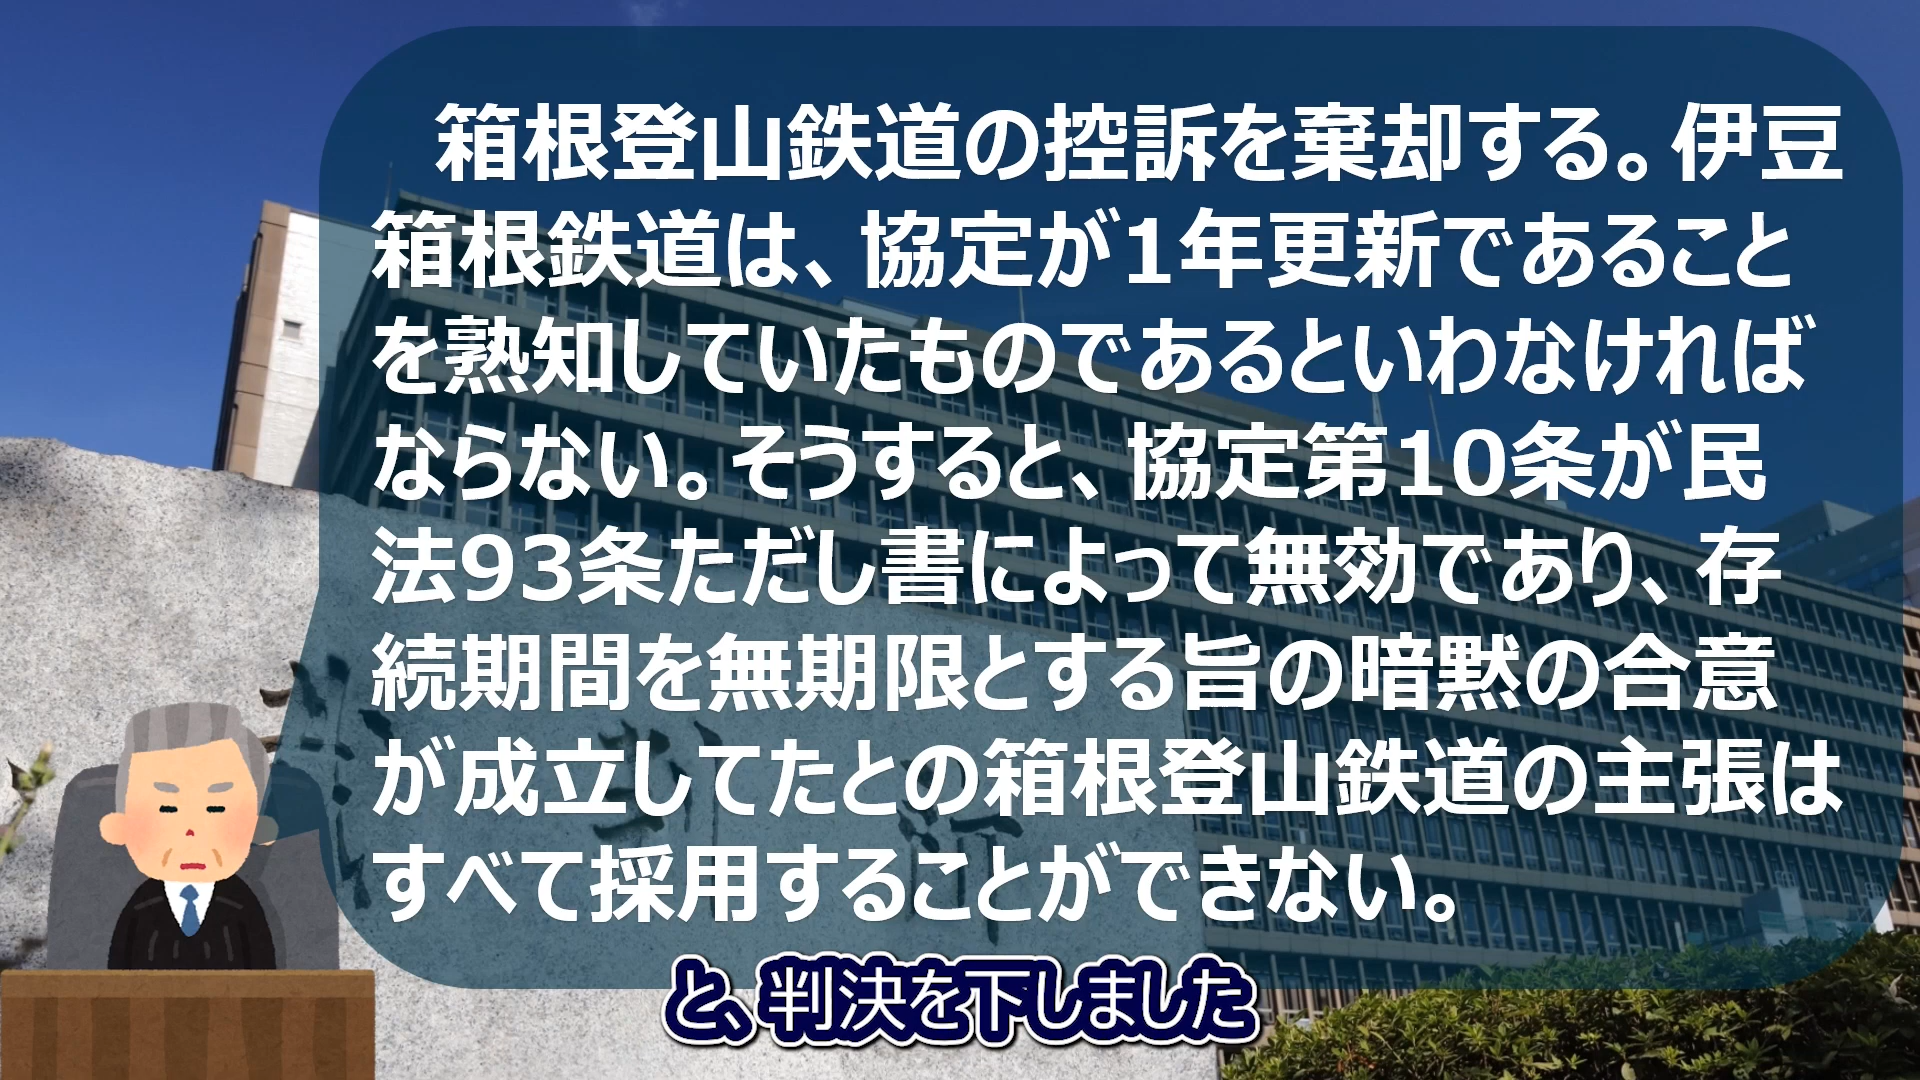 箱根登山鉄道の控訴を棄却する。伊豆
箱根鉄道は、協定が1年更新であること
を熟知していたものであるといわなければ
ならない。そうすると、協定第10条が民
法93条ただし書によって無効であり、存
続期間を無期限とする旨の暗黙の合意
が成立してたとの箱根登山鉄道の主張は
すべて採用することができない。
と、判決を下しました